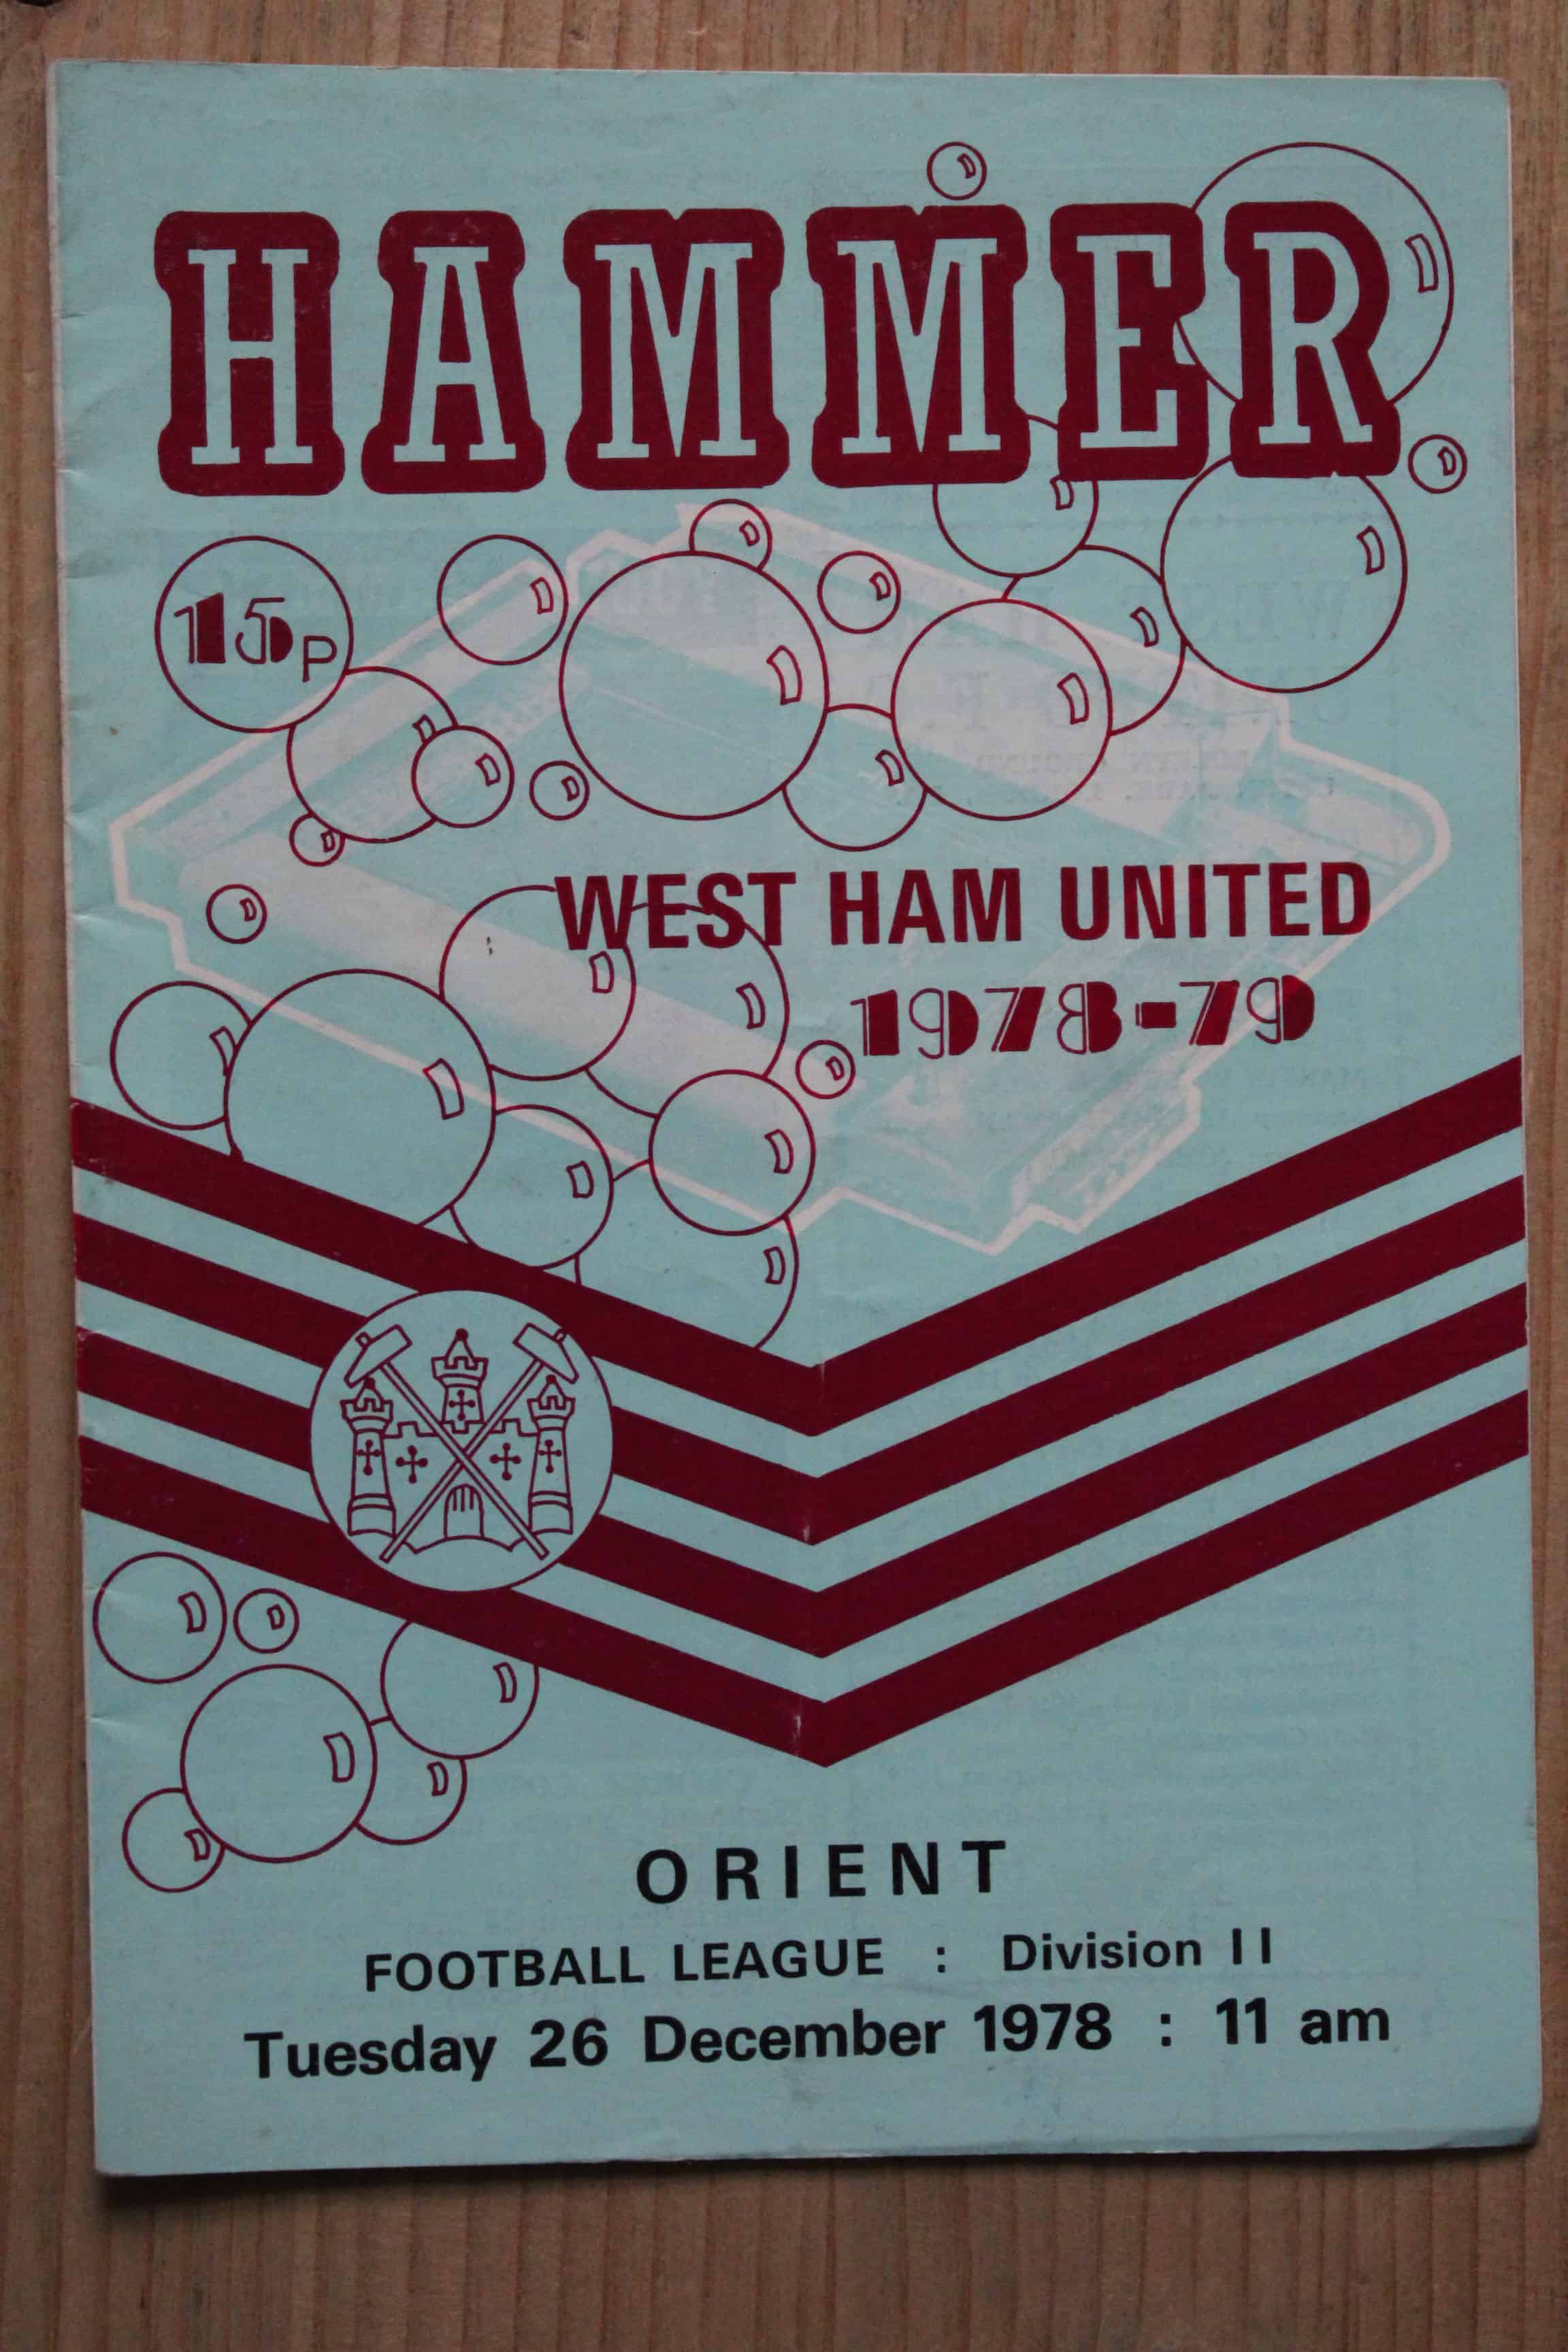 HAMMER
15p
WEST HAM UNITED
1978-79
ORIENT
FOOTBALL LEAGUE : Division II
Tuesday 26 December 1978 : 11 am